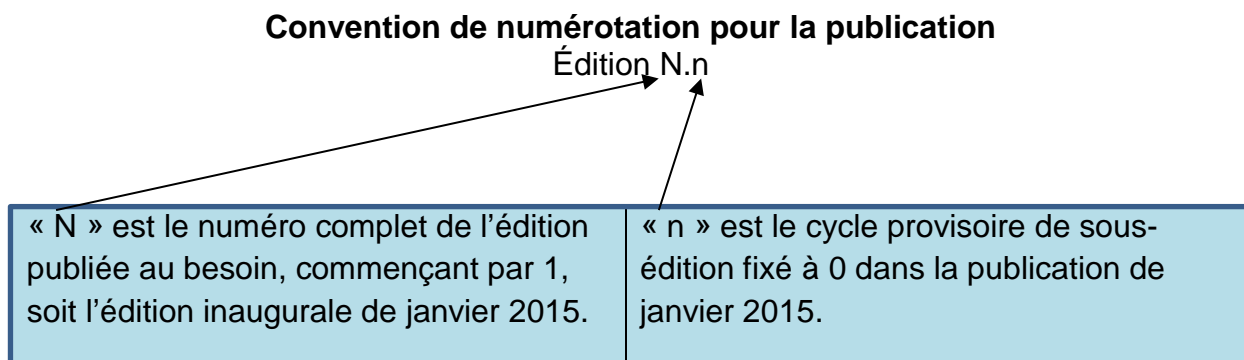 Convention de numérotation pour la publication
Édition N.n
« N » est le numéro complet de l’édition
publiée au besoin, commençant par 1,
soit l’édition inaugurale de janvier 2015.
« n » est le cycle provisoire de sous-
édition fixé à 0 dans la publication de
janvier 2015.